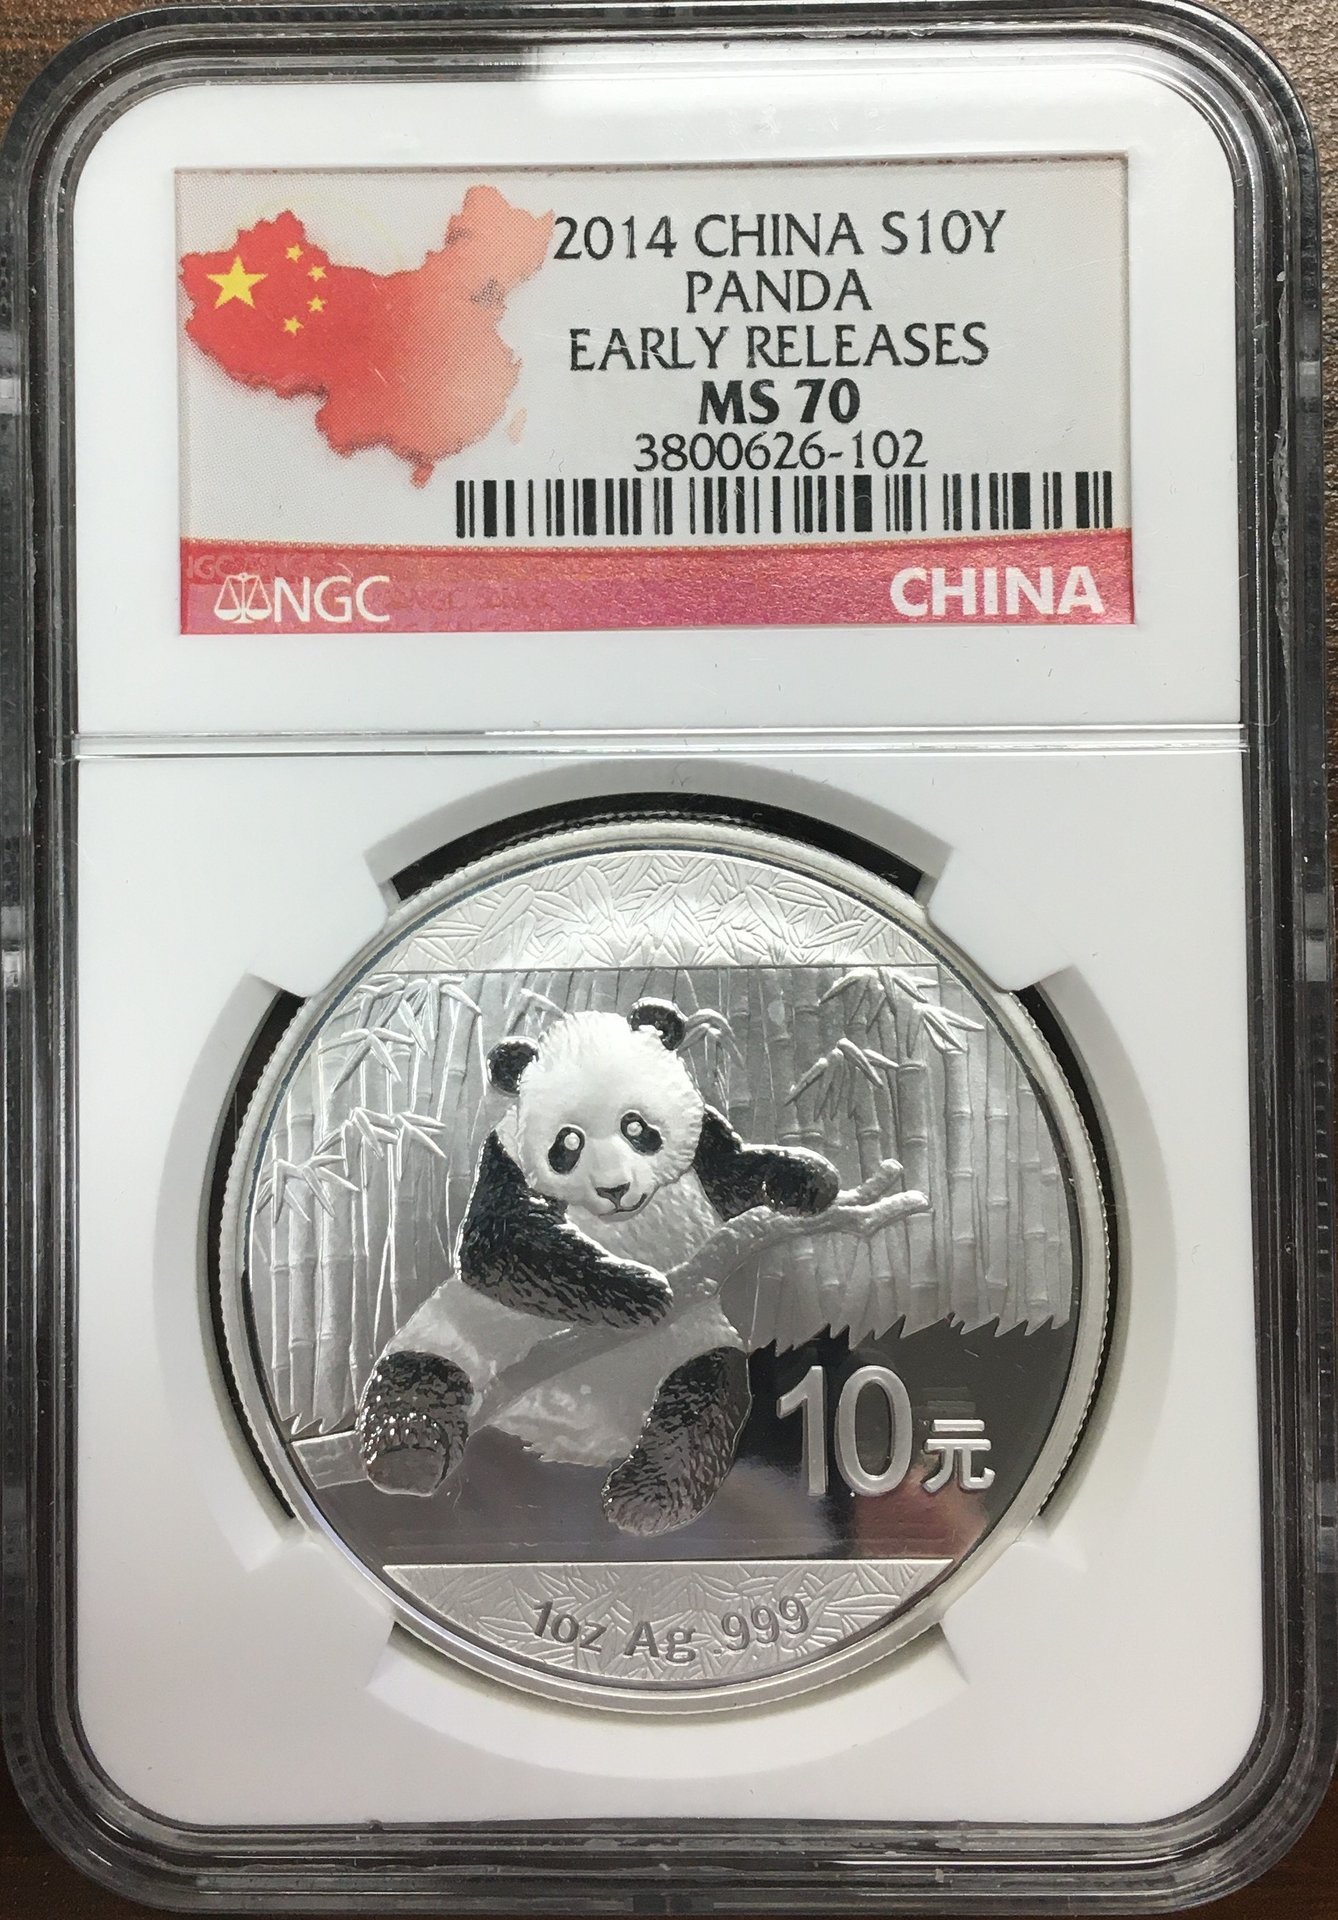 2014 CHINA S10Y
PANDA
EARLY RELEASES
MS 70
3800626-102
NGC
CHINA
10元
1oz Ag .999